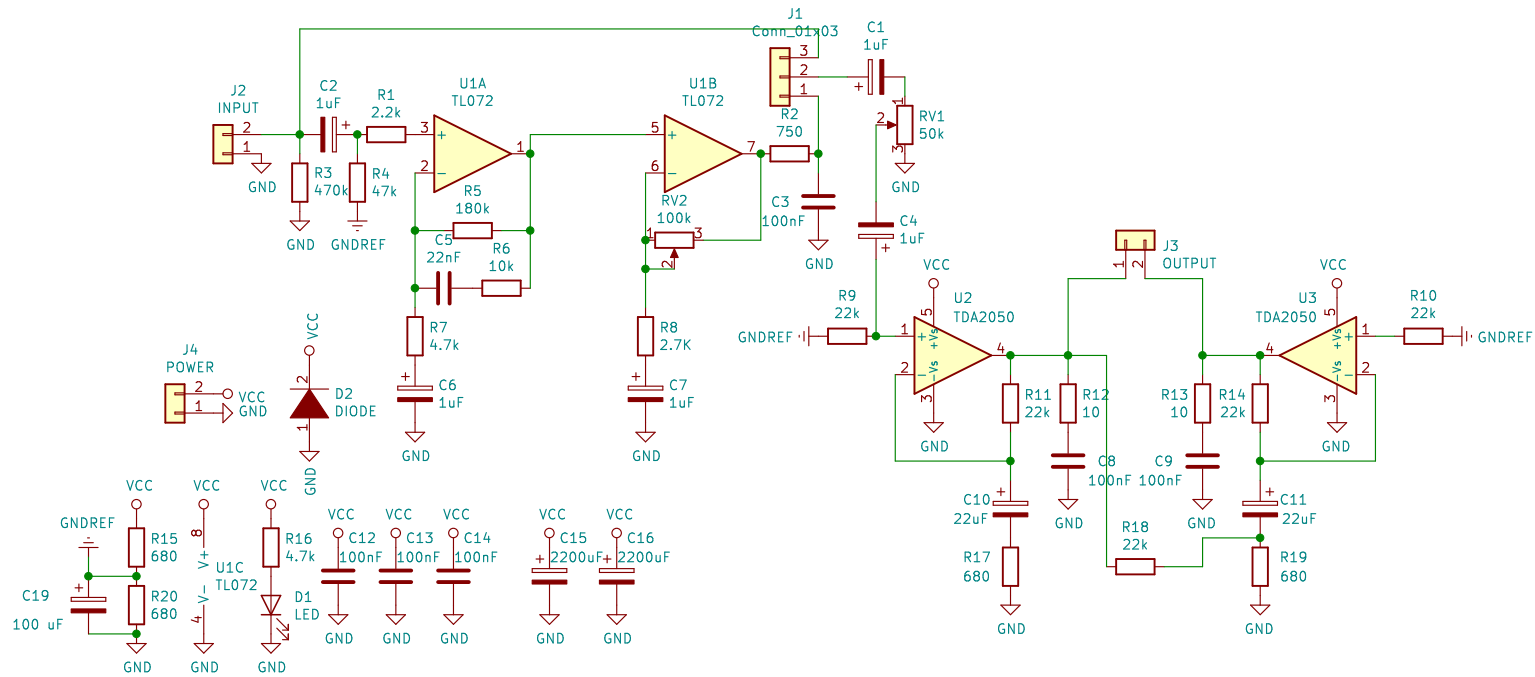 J1
Conn_01x03
3
2
1
C1
1uF
+
1
2
3
RV1
50k
GND
J2
INPUT
2
1
GND
C2
1uF
+
R1
2.2k
R3
470k
GND
R4
47k
GNDREF
U1A
TL072
3
+
2
−
1
R5
180k
C5
22nF
R6
10k
R7
4.7k
+
C6
1uF
GND
U1B
TL072
5
+
6
−
7
RV2
100k
1
3
2
R8
2.7K
+
C7
1uF
GND
R2
750
C3
100nF
GND
C4
1uF
+
R9
22k
GNDREF
VCC
U2
TDA2050
5
+Vs
1
+
2
−
−Vs
3
4
GND
J3
OUTPUT
1
2
VCC
U3
TDA2050
5
+Vs
1
+
2
−
−Vs
3
4
GND
R10
22k
GNDREF
R11
22k
R12
10
C8
100nF
GND
R13
10
C9
100nF
GND
R14
22k
+
C10
22uF
R17
680
GND
R18
22k
+
C11
22uF
R19
680
GND
J4
POWER
2
1
VCC
GND
VCC
2
D2
DIODE
1
GND
GNDREF
+
C19
100 uF
VCC
R15
680
R20
680
GND
VCC
8
V+
U1C
TL072
V−
4
GND
VCC
R16
4.7k
D1
LED
GND
VCC
C12
100nF
GND
VCC
C13
100nF
GND
VCC
C14
100nF
GND
VCC
C15
+
2200uF
GND
VCC
C16
+
2200uF
GND